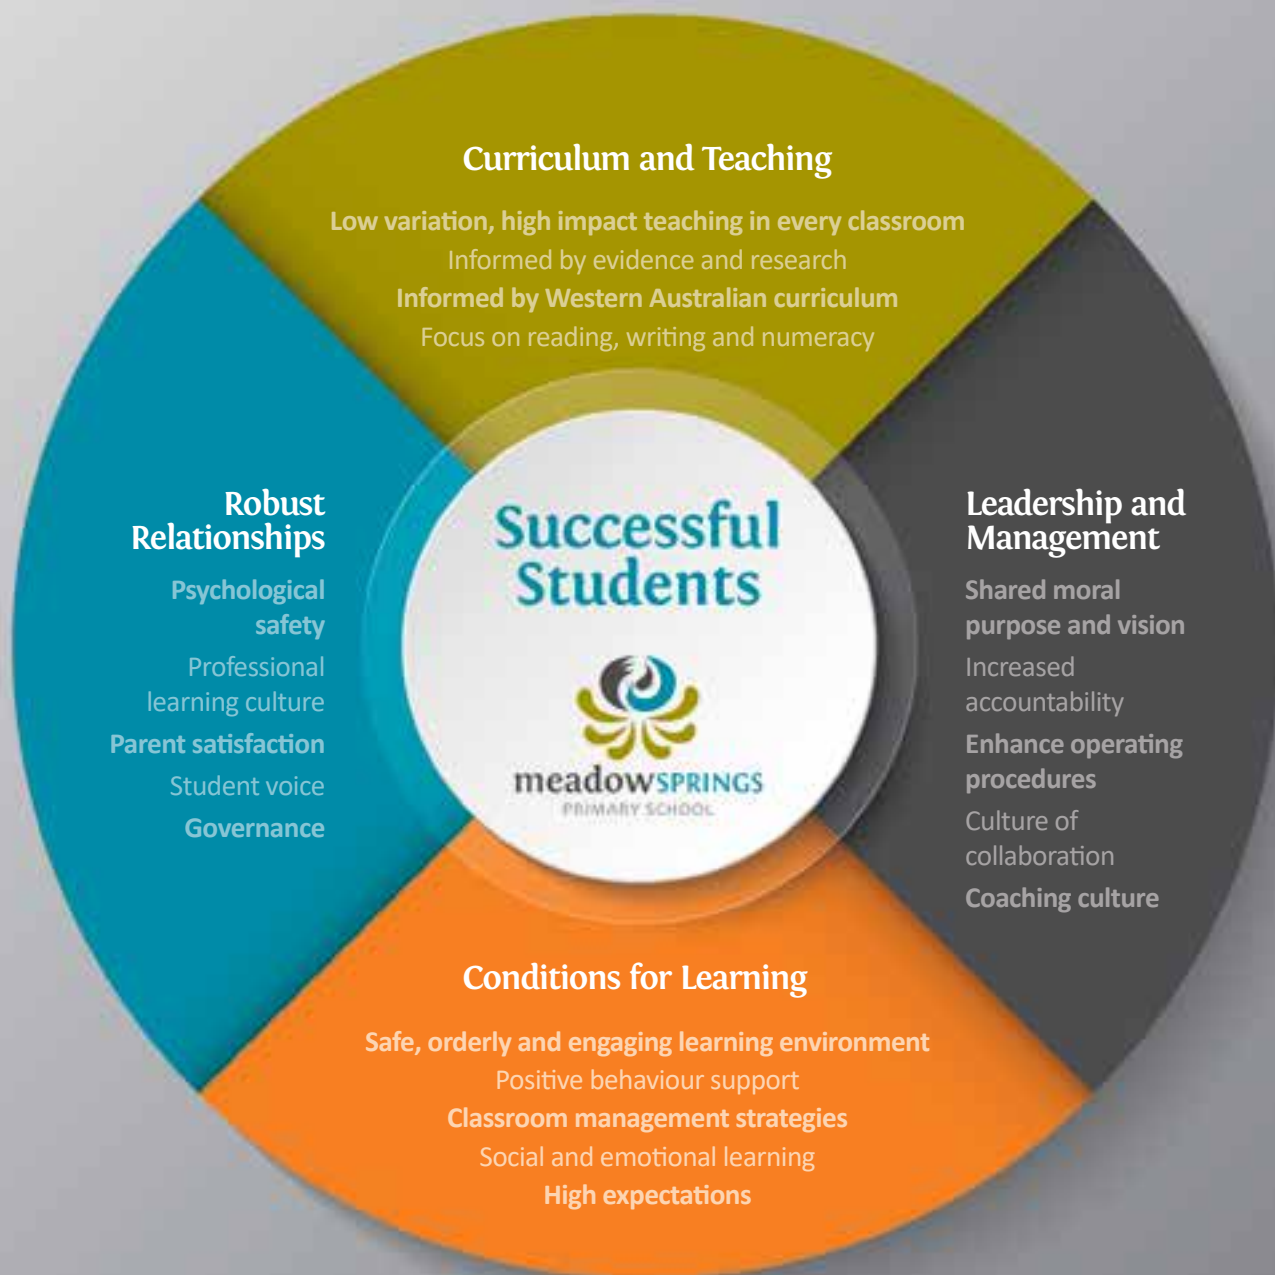 Curriculum and Teaching
Low variation, high impact teaching in every classroom
Informed by evidence and research
Informed by Western Australian curriculum
Focus on reading, writing and numeracy
Robust
Relationships
Psychological
safety
Professional
learning culture
Parent satisfaction
Student voice
Governance
Successful
Students
meadowSPRINGS
PRIMARY SCHOOL
Leadership and
Management
Shared moral
purpose and vision
Increased
accountability
Enhance operating
procedures
Culture of
collaboration
Coaching culture
Conditions for Learning
Safe, orderly and engaging learning environment
Positive behaviour support
Classroom management strategies
Social and emotional learning
High expectations